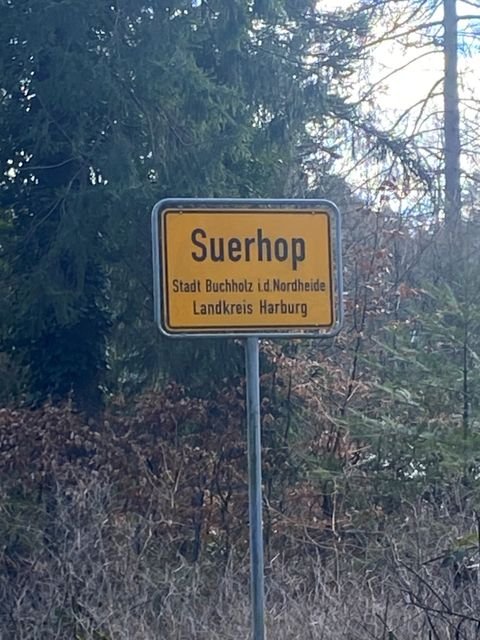 Suerhop
Stadt Buchholz i.d.Nordheide
Landkreis Harburg